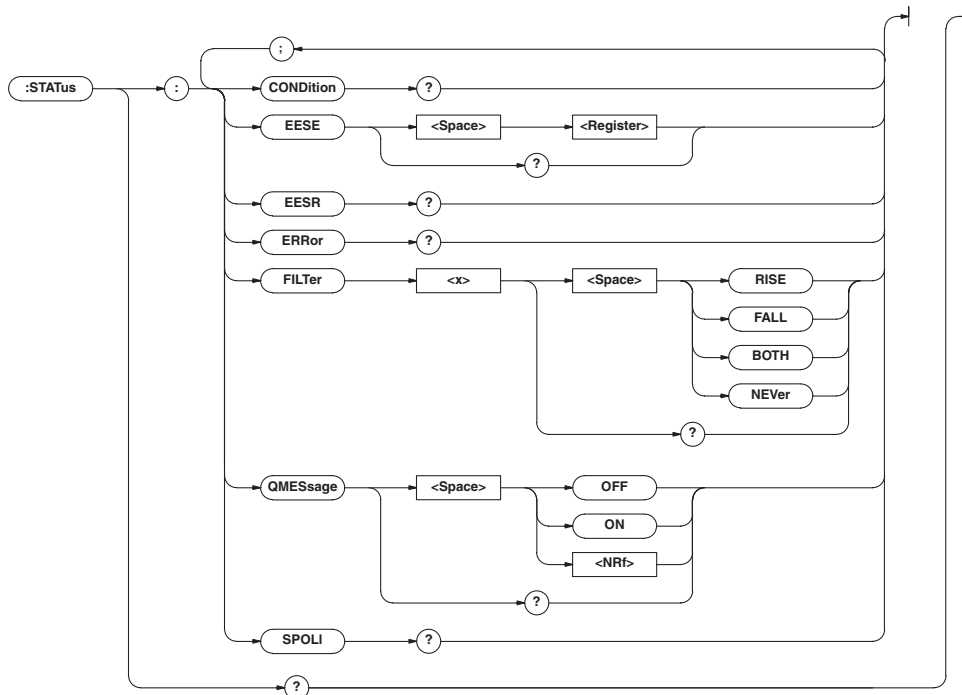 ;
:STATus : CONDition ?
EESE <Space> <Register>
?
EESR ?
ERRor ?
FILTer <x> <Space> RISE
FALL
BOTH
NEVer
?
QMESsage <Space> OFF
ON
<NRf>
?
SPOLl ?
?